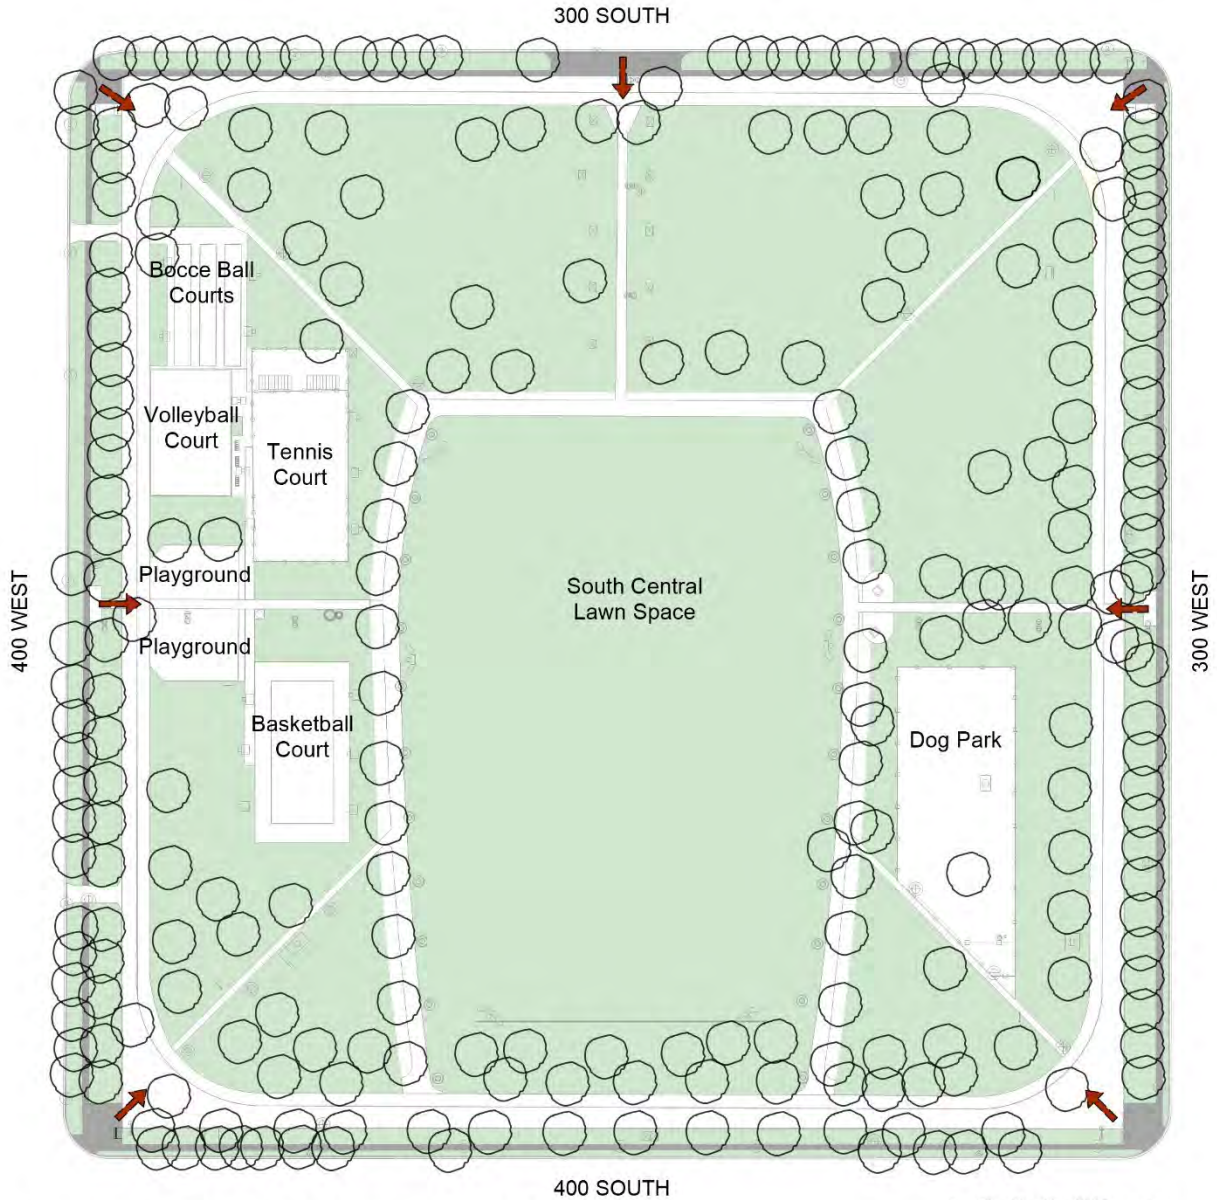 300 SOUTH
Bocce Ball
Courts
Volleyball
Court
Tennis
Court
Playground
South Central
Lawn Space
400 WEST
300 WEST
Playground
Basketball
Court
Dog Park
400 SOUTH